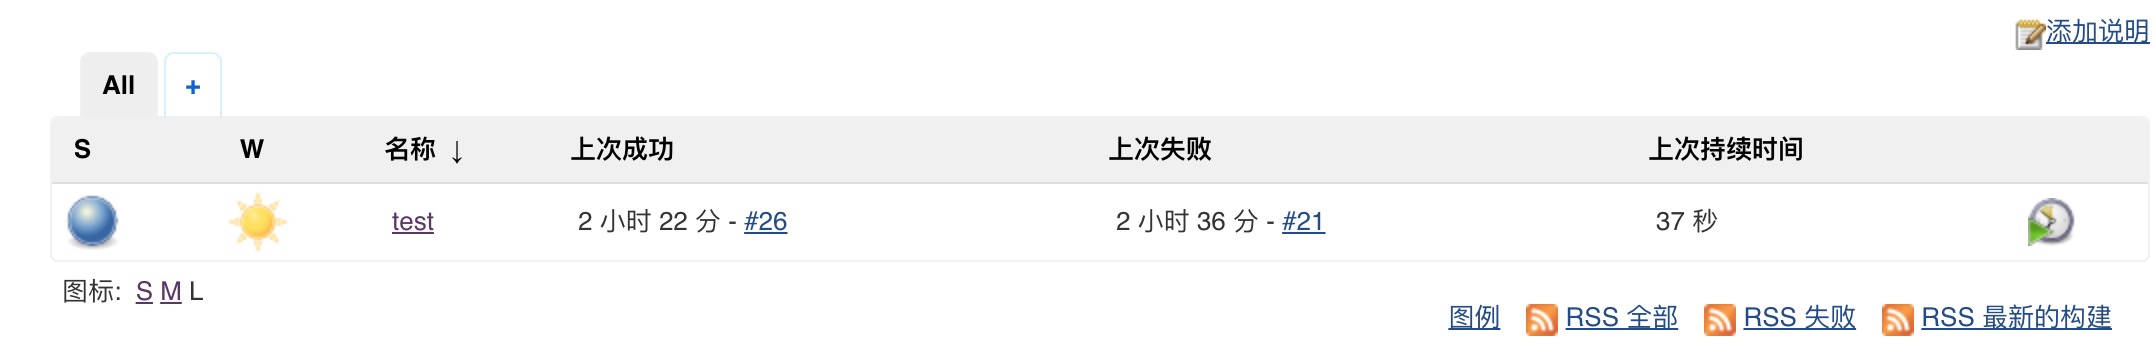 添加说明
All +
S W 名称 ↓ 上次成功 上次失败 上次持续时间
test 2 小时 22 分 - #26 2 小时 36 分 - #21 37 秒
图标: S M L
图例 RSS 全部 RSS 失败 RSS 最新的构建